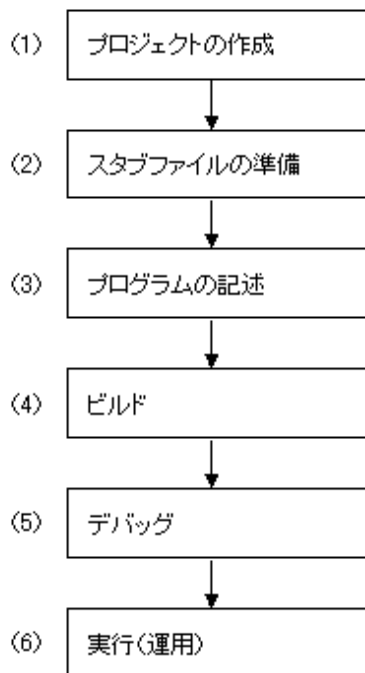 (1) プロジェクトの作成
(2) スタブファイルの準備
(3) プログラムの記述
(4) ビルド
(5) デバッグ
(6) 実行(運用)